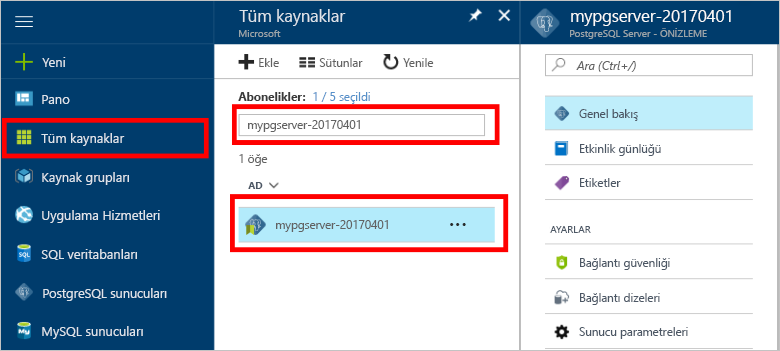 Yeni
Pano
Tüm kaynaklar
Kaynak grupları
Uygulama Hizmetleri
SQL
SQL veritabanları
PostgreSQL sunucuları
My
MySQL sunucuları
Tüm kaynaklar
Microsoft
Ekle
Sütunlar
Yenile
Abonelikler: 1 / 5 seçildi
mypgserver-20170401
1 öğe
AD
mypgserver-20170401
mypgserver-20170401
PostgreSQL Server - ÖNİZLEME
Ara (Ctrl+/)
Genel bakış
Etkinlik günlüğü
Etiketler
AYARLAR
Bağlantı güvenliği
Bağlantı dizeleri
Sunucu parametreleri